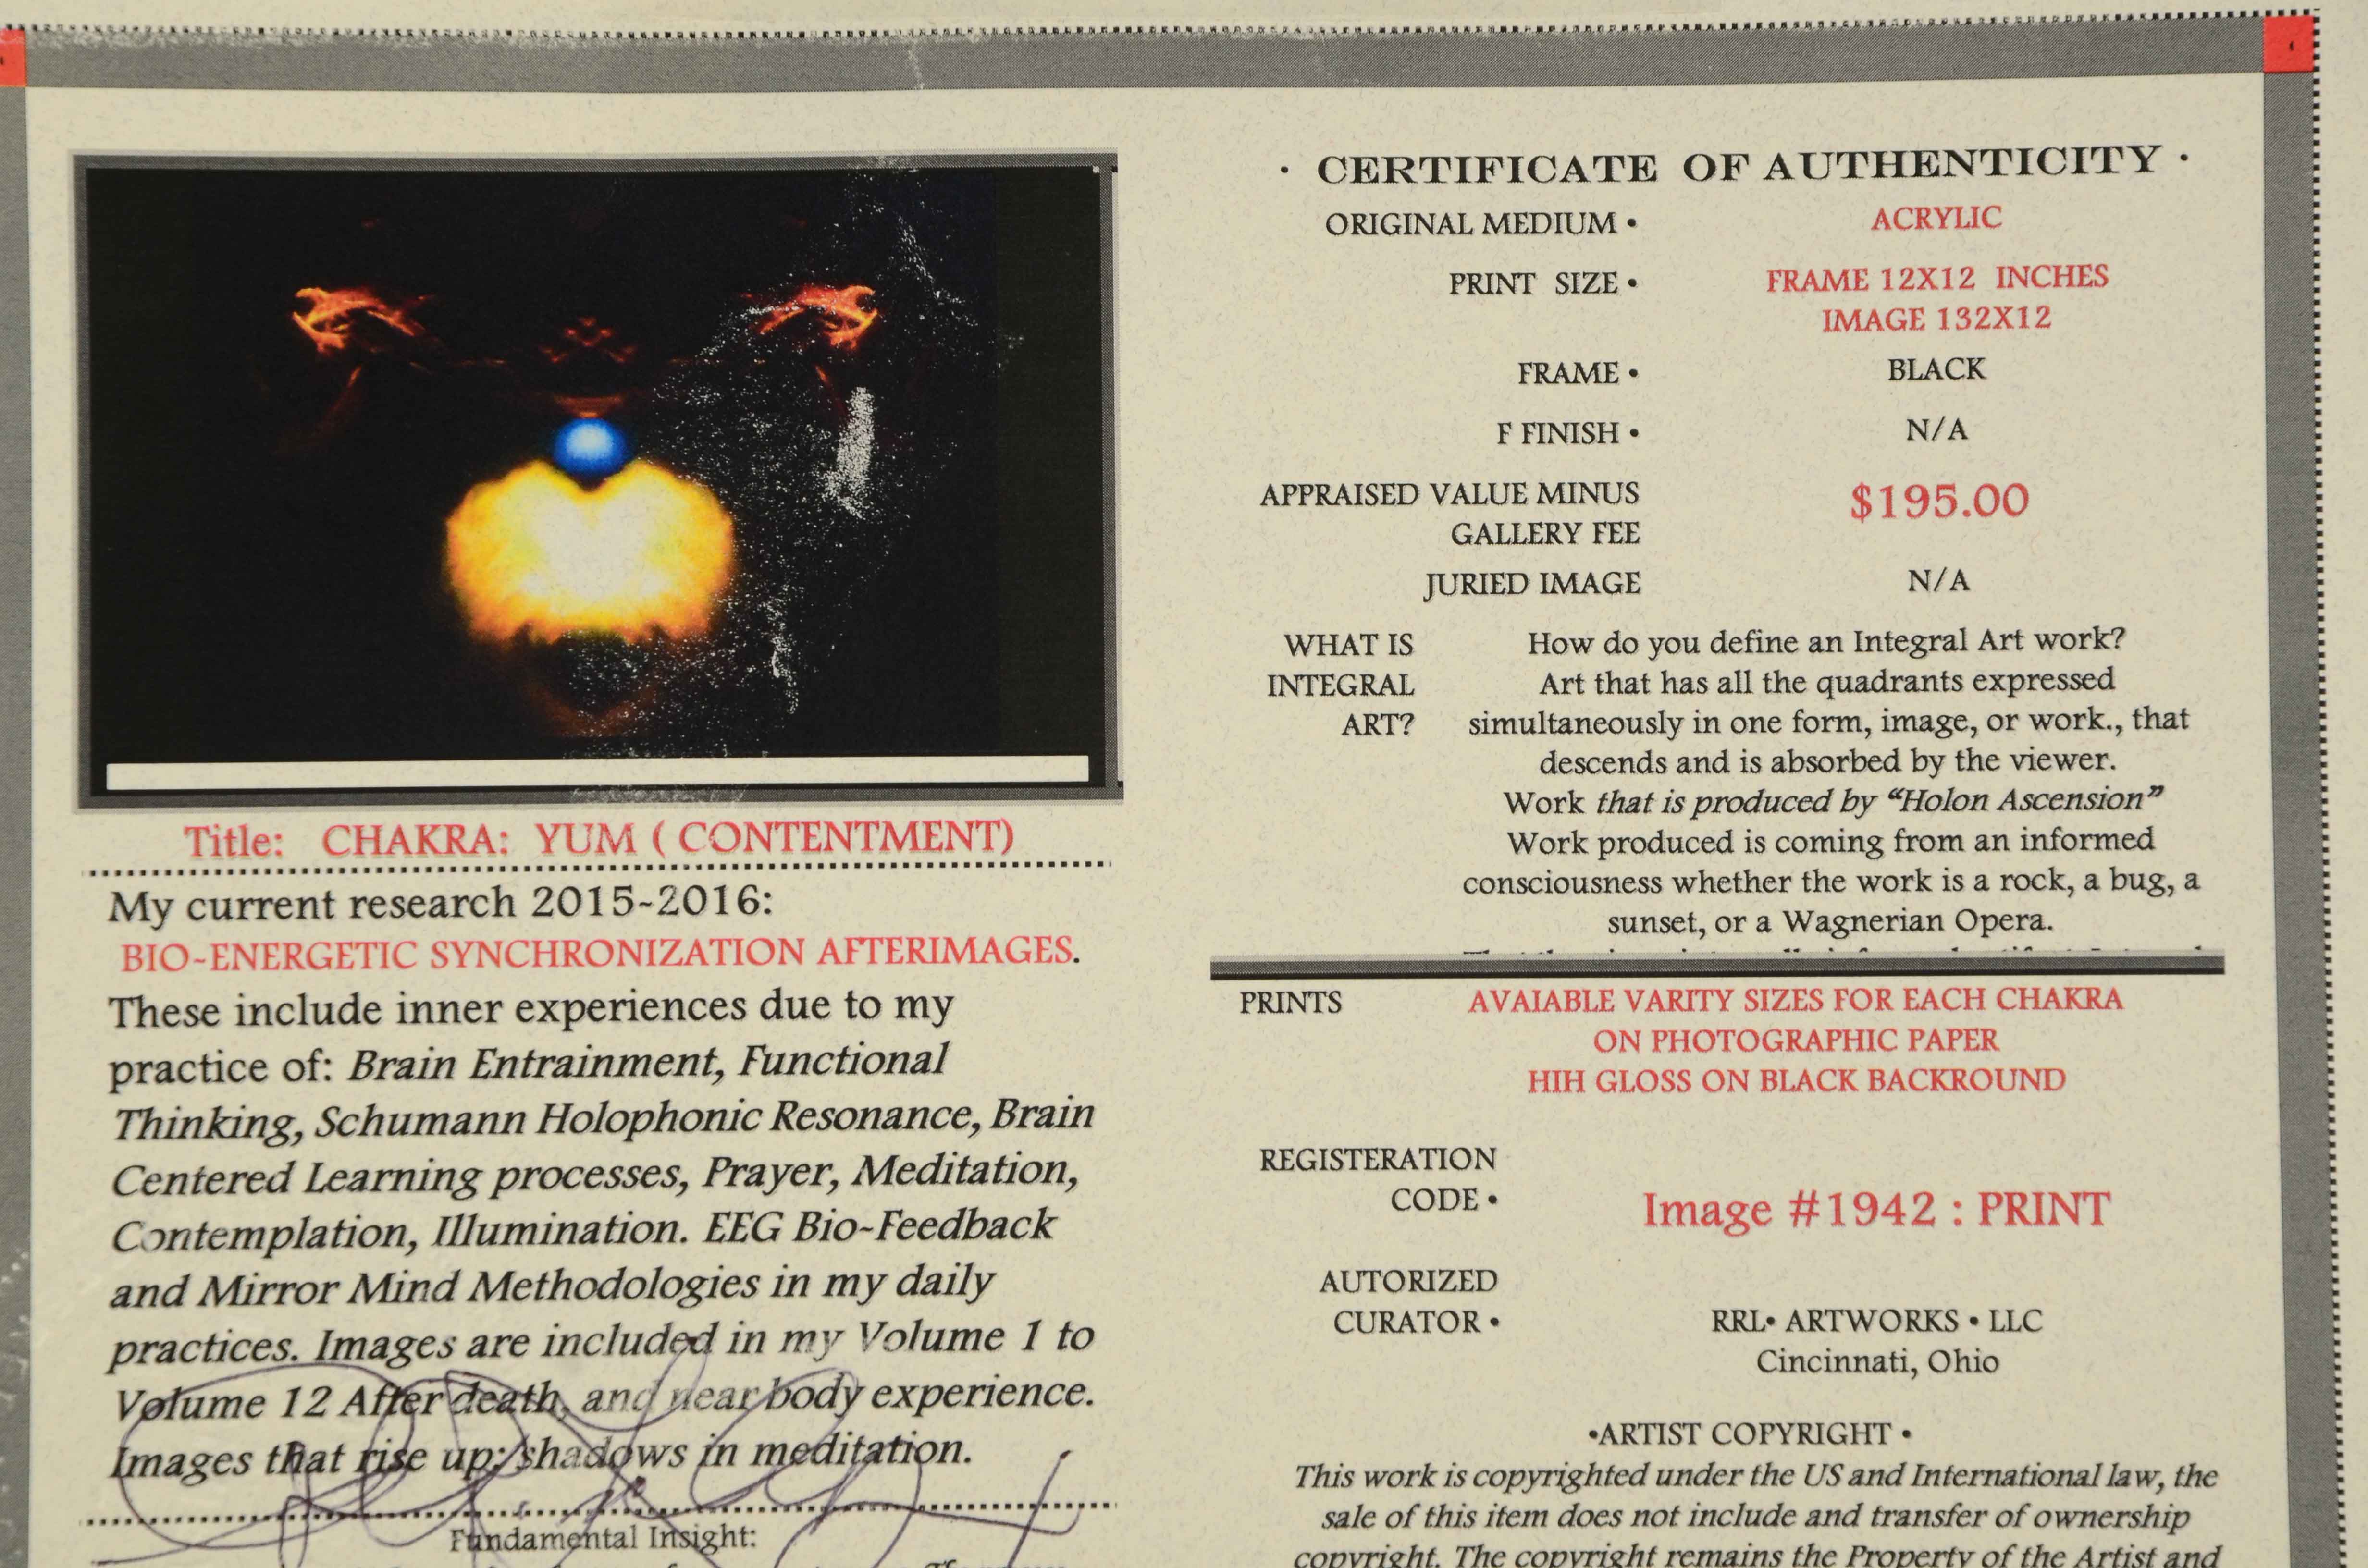 Title: CHAKRA: YUM ( CONTENTMENT)
My current research 2015-2016:
BIO-ENERGETIC SYNCHRONIZATION AFTERIMAGES.
These include inner experiences due to my
practice of: Brain Entrainment, Functional
Thinking, Schumann Holophonic Resonance, Brain
Centered Learning processes, Prayer, Meditation,
Contemplation, Illumination. EEG Bio-Feedback
and Mirror Mind Methodologies in my daily
practices. Images are included in my Volume 1 to
Volume 12 After death, and near body experience.
Images that rise up: shadows in meditation.
Fundamental Insight:
· CERTIFICATE OF AUTHENTICITY ·
ORIGINAL MEDIUM • ACRYLIC
PRINT SIZE • FRAME 12X12 INCHES
IMAGE 132X12
FRAME • BLACK
F FINISH • N/A
APPRAISED VALUE MINUS $195.00
GALLERY FEE
JURIED IMAGE N/A
WHAT IS How do you define an Integral Art work?
INTEGRAL Art that has all the quadrants expressed
ART? simultaneously in one form, image, or work., that
descends and is absorbed by the viewer.
Work that is produced by “Holon Ascension”
Work produced is coming from an informed
consciousness whether the work is a rock, a bug, a
sunset, or a Wagnerian Opera.
PRINTS AVAIABLE VARITY SIZES FOR EACH CHAKRA
ON PHOTOGRAPHIC PAPER
HIH GLOSS ON BLACK BACKROUND
REGISTERATION
CODE • Image #1942 : PRINT
AUTORIZED
CURATOR • RRL• ARTWORKS • LLC
Cincinnati, Ohio
•ARTIST COPYRIGHT •
This work is copyrighted under the US and International law, the
sale of this item does not include and transfer of ownership
copyright. The copyright remains the Property of the Artist and